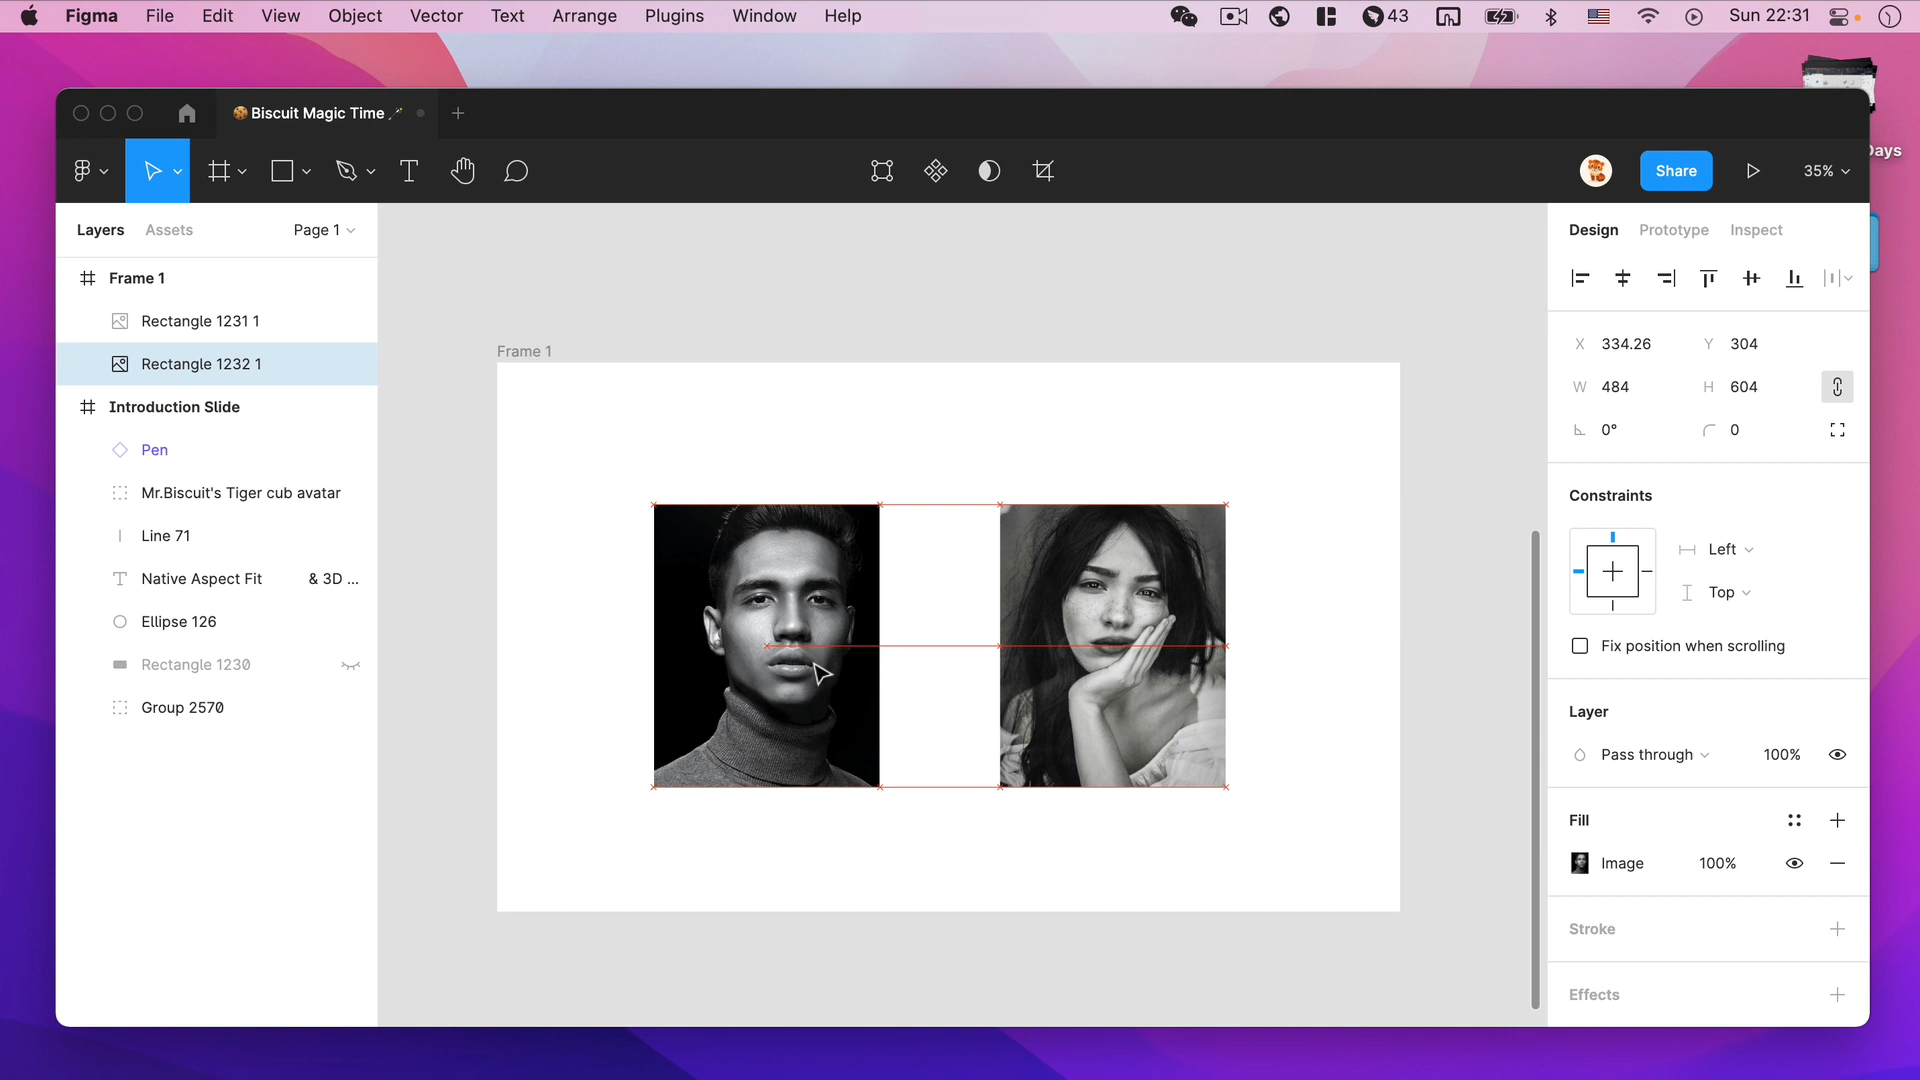 Figma File Edit View Object Vector Text Arrange Plugins Window Help 43 Sun 22:31
Days
Biscuit Magic Time
Share 35%
Layers Assets Page 1
Frame 1
Rectangle 1231 1
Rectangle 1232 1
Introduction Slide
Pen
Mr.Biscuit's Tiger cub avatar
Line 71
Native Aspect Fit & 3D ...
Ellipse 126
Rectangle 1230
Group 2570
Frame 1
Design Prototype Inspect
X 334.26 Y 304
W 484 H 604
0° 0
Constraints
Left
Top
Fix position when scrolling
Layer
Pass through 100%
Fill
Image 100%
Stroke
Effects